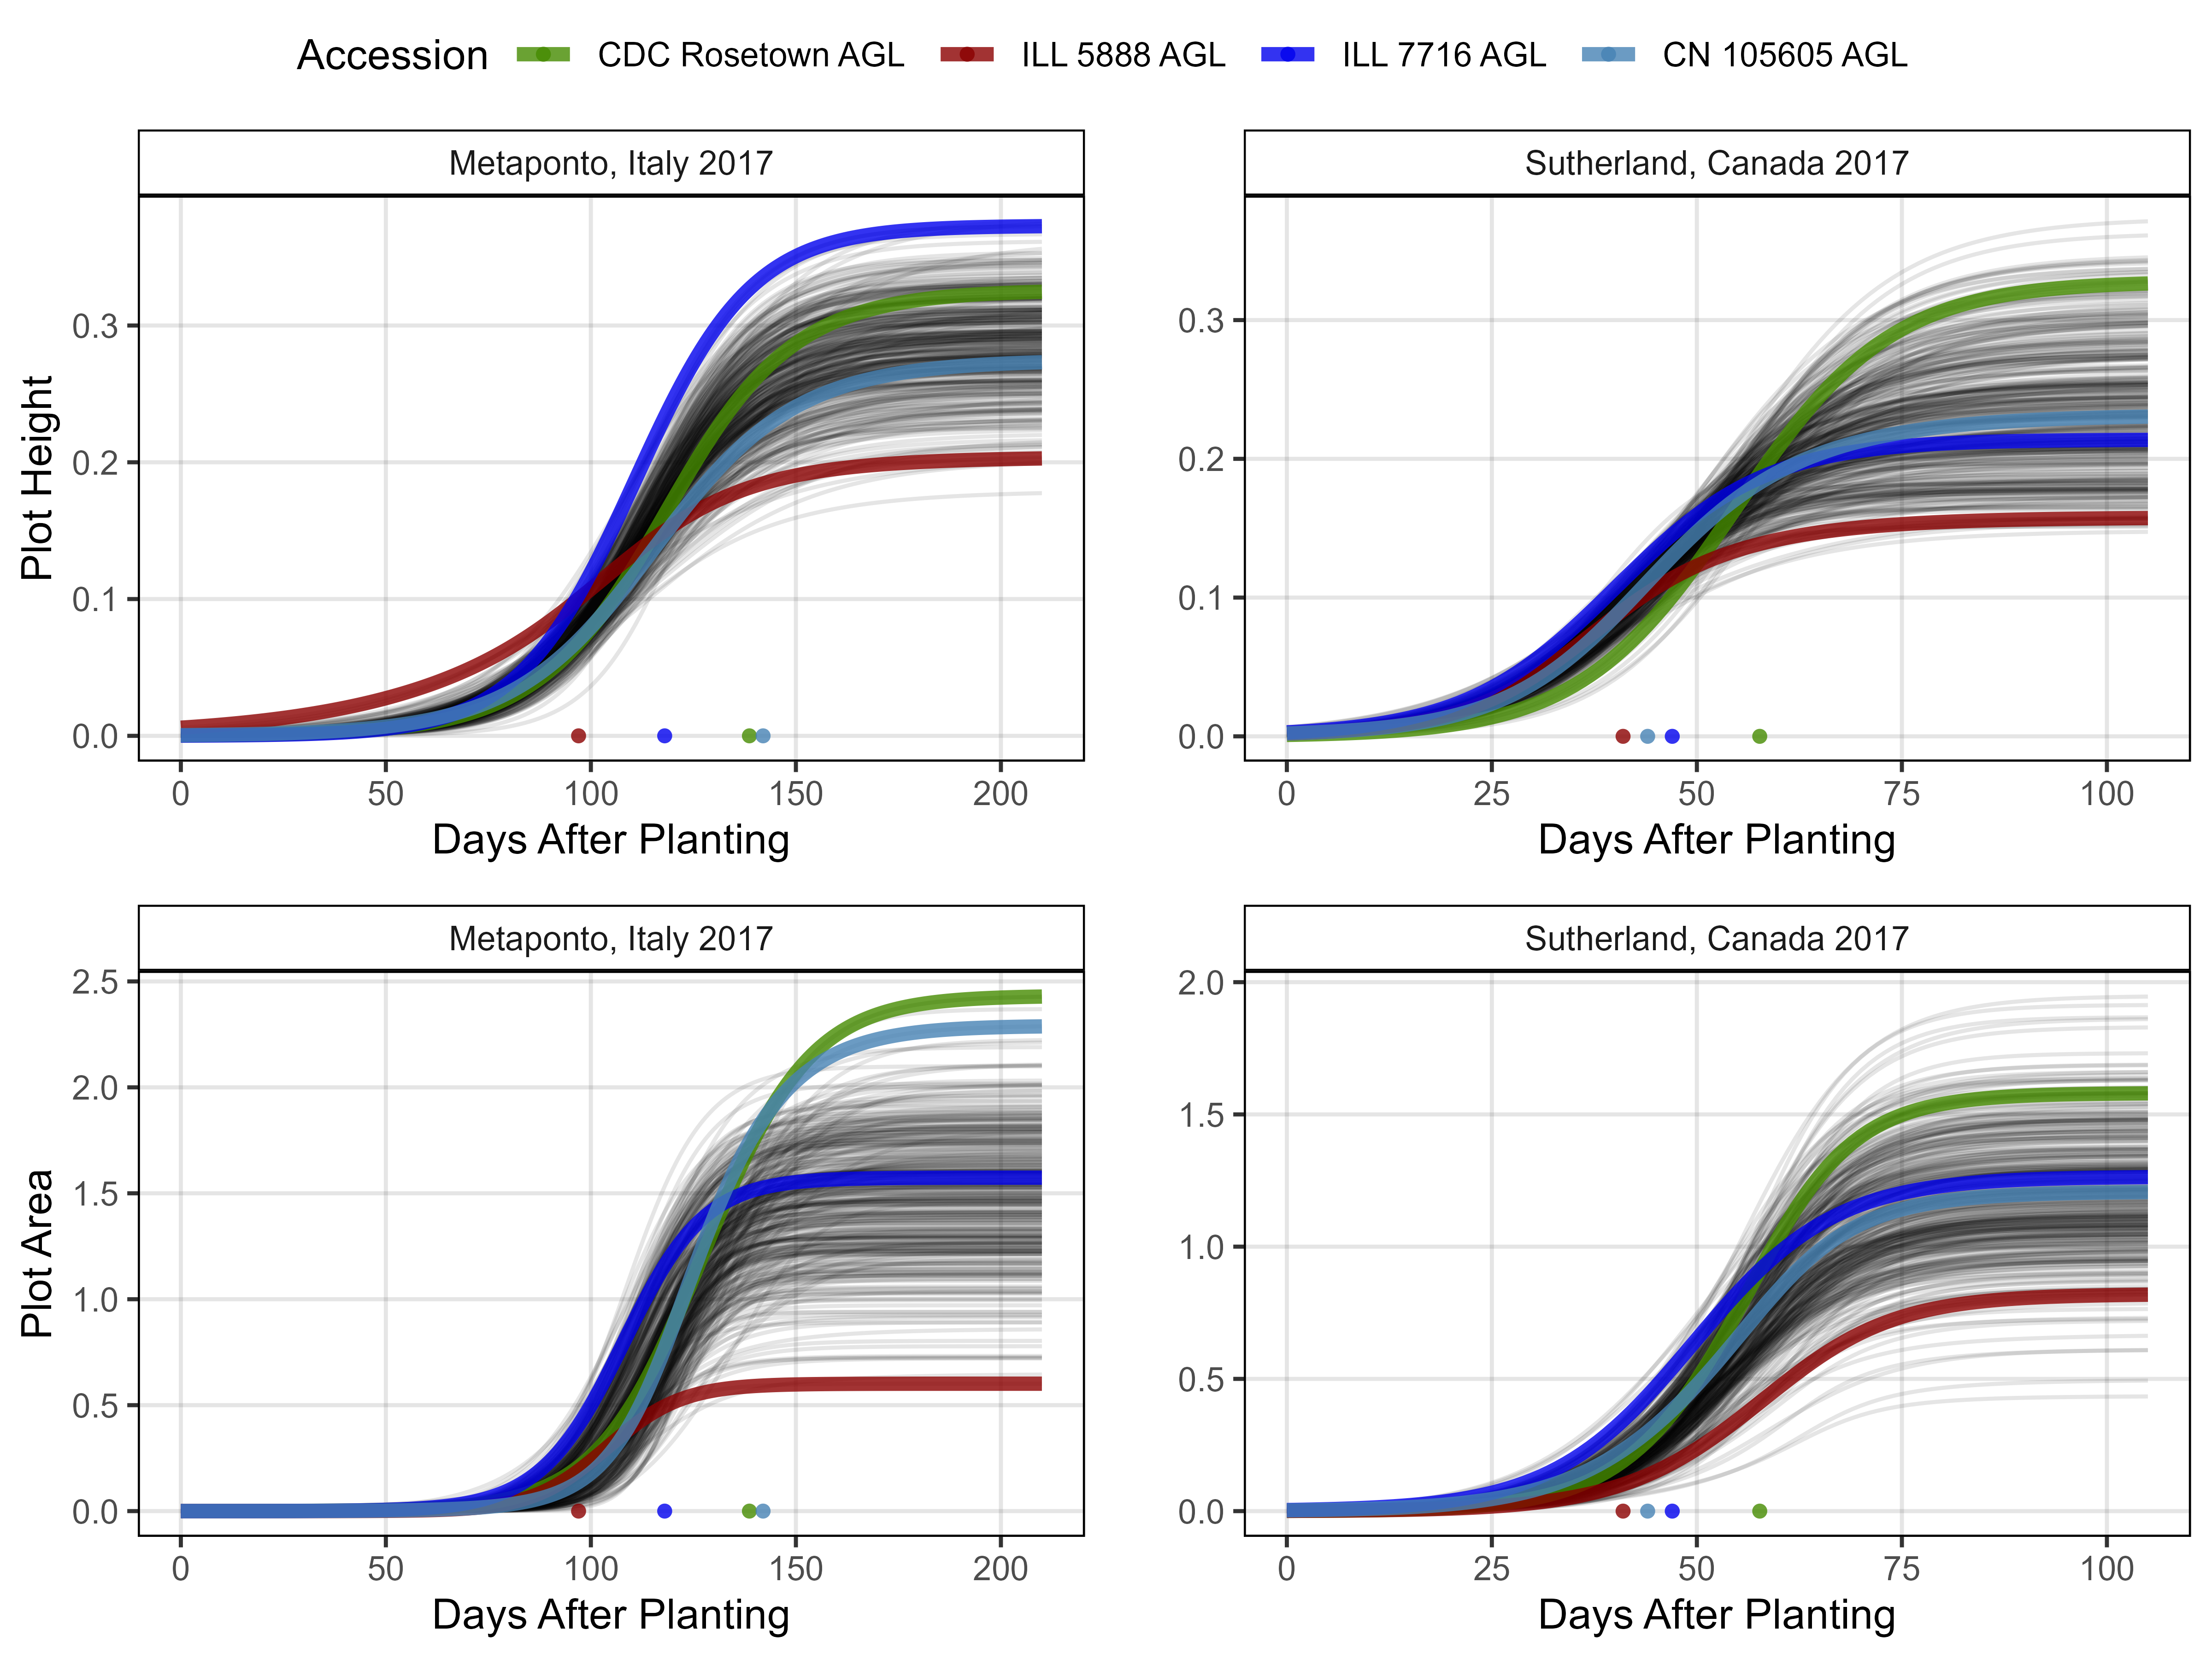 Accession CDC Rosetown AGL ILL 5888 AGL ILL 7716 AGL CN 105605 AGL
Metaponto, Italy 2017
Plot Height
0.3
0.2
0.1
0.0
0 50 100 150 200
Days After Planting
Sutherland, Canada 2017
0.3
0.2
0.1
0.0
0 25 50 75 100
Days After Planting
Metaponto, Italy 2017
Plot Area
2.5
2.0
1.5
1.0
0.5
0.0
0 50 100 150 200
Days After Planting
Sutherland, Canada 2017
2.0
1.5
1.0
0.5
0.0
0 25 50 75 100
Days After Planting